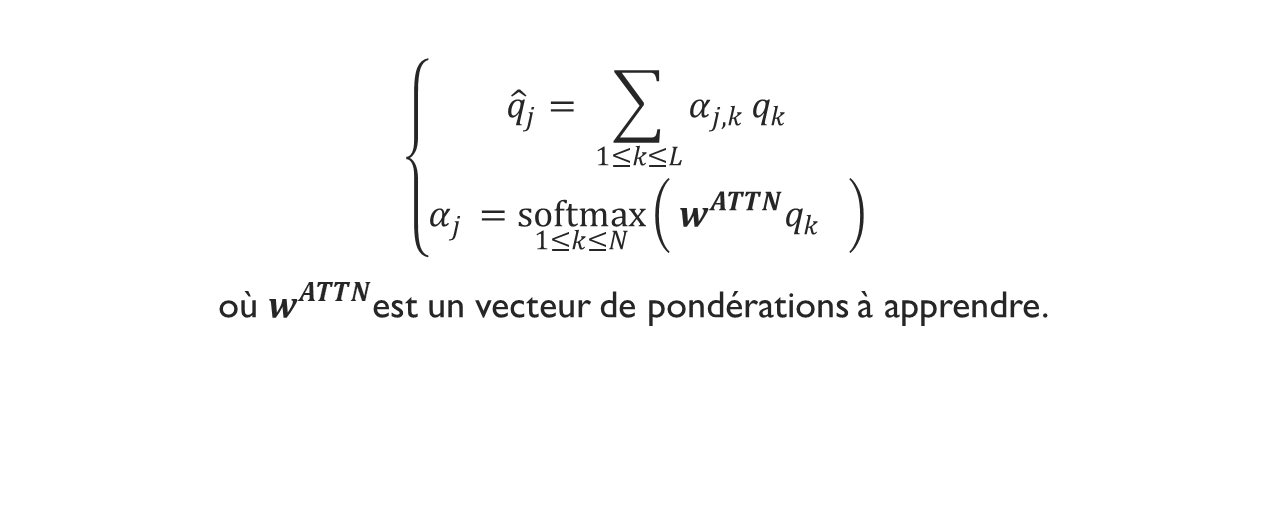 q̂_j = ∑_{1≤k≤L} α_{j,k} q_k
α_j = softmax_{1≤k≤N} ( w^{ATTN} q_k )
où w^{ATTN} est un vecteur de pondérations à apprendre.